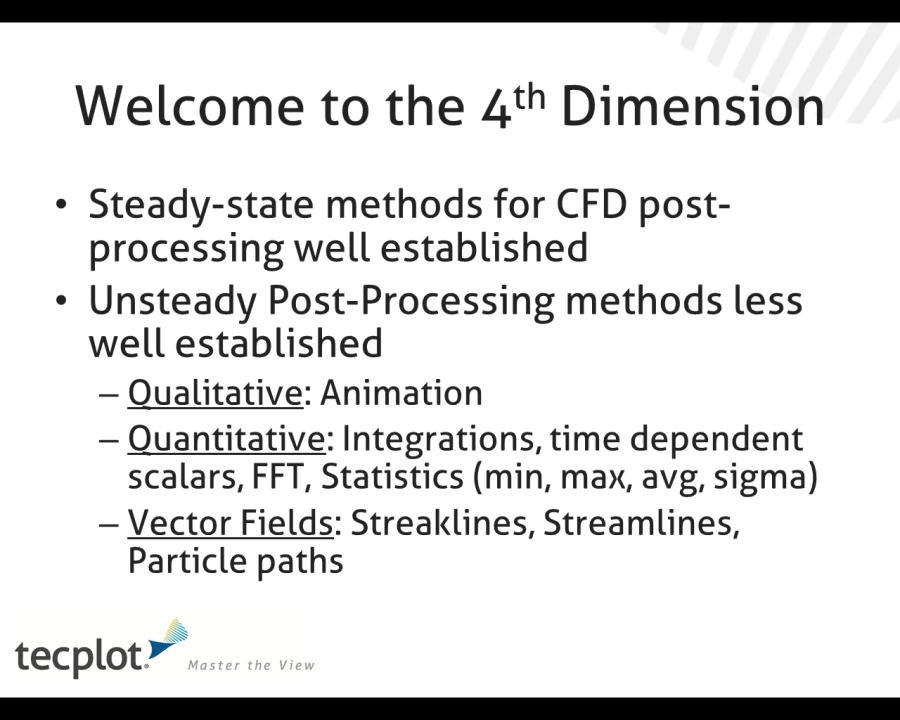 Welcome to the 4th Dimension
• Steady-state methods for CFD post-
processing well established
• Unsteady Post-Processing methods less
well established
– Qualitative: Animation
– Quantitative: Integrations, time dependent
scalars, FFT, Statistics (min, max, avg, sigma)
– Vector Fields: Streaklines, Streamlines,
Particle paths
tecplot. Master the View